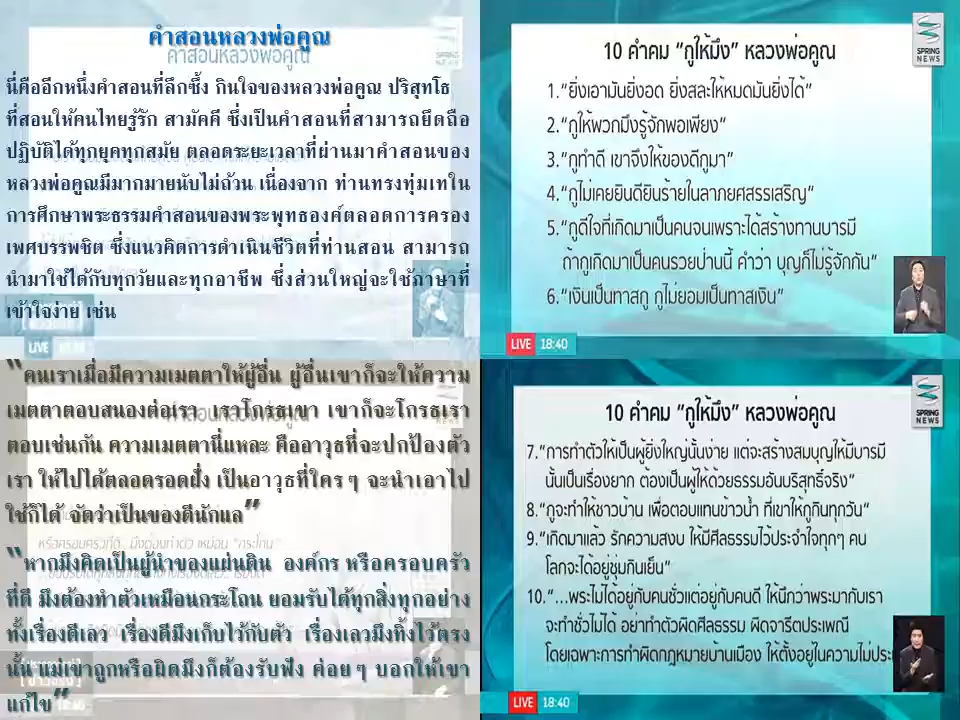 คำสอนหลวงพ่อคูณ
นี่คืออีกหนึ่งคำสอนที่ลึกซึ้ง กินใจของหลวงพ่อคูณ ปริสุทโธ
ที่สอนให้คนไทยรู้รัก สามัคคี ซึ่งเป็นคำสอนที่สามารถยึดถือ
ปฏิบัติได้ทุกยุคทุกสมัย ตลอดระยะเวลาที่ผ่านมาคำสอนของ
หลวงพ่อคูณมีมากมายนับไม่ถ้วน เนื่องจาก ท่านทรงทุ่มเทใน
การศึกษาพระธรรมคำสอนของพระพุทธองค์ตลอดการครอง
เพศบรรพชิต ซึ่งแนวคิดการดำเนินชีวิตที่ท่านสอน สามารถ
นำมาใช้ได้กับทุกวัยและทุกอาชีพ ซึ่งส่วนใหญ่จะใช้ภาษาที่
เข้าใจง่าย เช่น
LIVE
“คนเราเมื่อมีความเมตตาให้ผู้อื่น ผู้อื่นเขาก็จะให้ความ
เมตตาตอบสนองต่อเรา เราโกรธเขา เขาก็จะโกรธเรา
ตอบเช่นกัน ความเมตตานี่แหละ คืออาวุธที่จะปกป้องตัว
เรา ให้ไปได้ตลอดรอดฝั่ง เป็นอาวุธที่ใครๆ จะนำเอาไป
ใช้ก็ได้ จัดว่าเป็นของดีนักแล”
“หากมึงคิดเป็นผู้นำของแผ่นดิน องค์กร หรือครอบครัว
ที่ดี มึงต้องทำตัวเหมือนกระโถน ยอมรับได้ทุกสิ่งทุกอย่าง
ทั้งเรื่องดีเลว เรื่องดีมึงเก็บไว้กับตัว เรื่องเลวมึงทิ้งไว้ตรง
นั้น แม่เขาถูกหรือผิดมึงก็ต้องรับฟัง ค่อยๆ บอกให้เขา
แก้ไข”
10 คำคม “กูให้มึง” หลวงพ่อคูณ
SPRING
NEWS
1.“ยิ่งเอามันยิ่งอด ยิ่งสละให้หมดมันยิ่งได้”
2.“กูให้พวกมึงรู้จักพอเพียง”
3.“กูทำดี เขาจึงให้ของดีกูมา”
4.“กูไม่เคยยินดียินร้ายในลาภยศสรรเสริญ”
5.“กูดีใจที่เกิดมาเป็นคนจนเพราะได้สร้างทานบารมี
ถ้ากูเกิดมาเป็นคนรวยป่านนี้ คำว่า บุญก็ไม่รู้จักกัน”
6.“เงินเป็นทาสกู กูไม่ยอมเป็นทาสเงิน”
LIVE 18:40
10 คำคม “กูให้มึง” หลวงพ่อคูณ
SPRING
NEWS
7.“การทำตัวให้เป็นผู้ยิ่งใหญ่นั้นง่าย แต่จะสร้างสมบุญให้มีบารมี
นั้นเป็นเรื่องยาก ต้องเป็นผู้ให้ด้วยธรรมอันบริสุทธิ์จริง”
8.“กูจะทำให้ชาวบ้าน เพื่อตอบแทนข้าวน้ำ ที่เขาให้กูกินทุกวัน”
9.“เกิดมาแล้ว รักความสงบ ให้มีศีลธรรมไว้ประจำใจทุกๆ คน
โลกจะได้อยู่ชุ่มกินเย็น”
10.“...พระไม่ได้อยู่กับคนชั่วแต่อยู่กับคนดี ให้นึกว่าพระมากับเรา
จะทำชั่วไม่ได้ อย่าทำตัวผิดศีลธรรม ผิดจารีตประเพณี
โดยเฉพาะการทำผิดกฎหมายบ้านเมือง ให้ตั้งอยู่ในความไม่ประ
LIVE 18:40